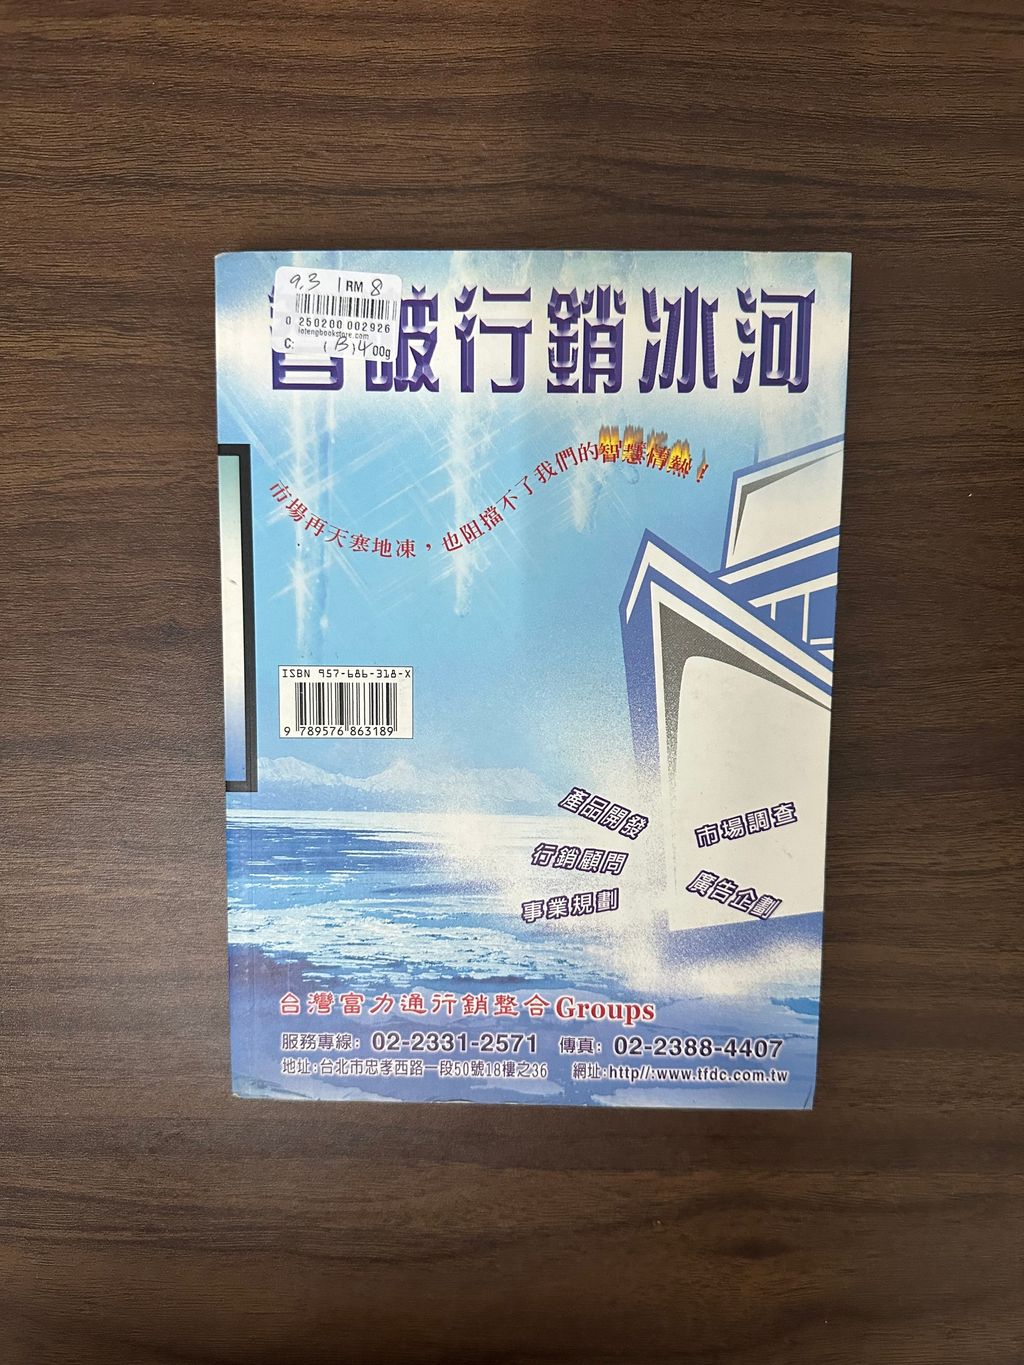 9.3 | RM 8
0 250200 002926
lotengbookstore.com
C: 00g
破行銷冰河
市場再天寒地凍，也阻擋不了我們的智慧情熱！
ISBN 957-686-318-X
9 789576 863189
產品開發
市場調查
行銷顧問
廣告企劃
事業規劃
台灣富力通行銷整合Groups
服務專線：02-2331-2571 傳真：02-2388-4407
地址:台北市忠孝西路一段50號18樓之36 網址:http//:www.tfdc.com.tw